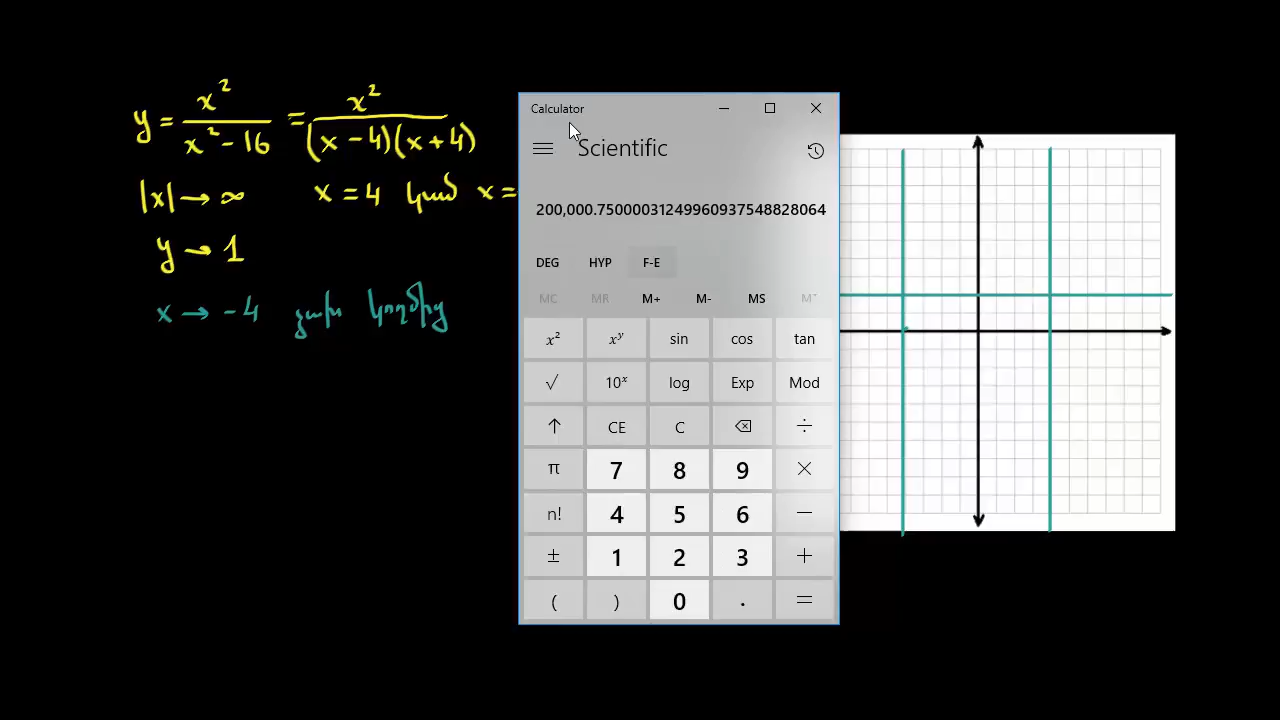 y = x²/(x² - 16) = x²/((x - 4)(x + 4))
|x| → ∞ x = 4 կամ x =
y → 1
x → -4 ձախ կողմից
Calculator
Scientific
200,000.75000031249960937548828064
DEG HYP F-E
MC MR M+ M- MS M˅
x² xʸ sin cos tan
√ 10ˣ log Exp Mod
↑ CE C ⌫ ÷
π 7 8 9 ×
n! 4 5 6 −
± 1 2 3 +
( ) 0 . =